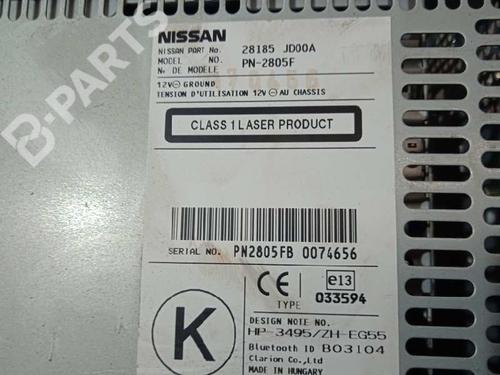 B-PARTS
NISSAN
NISSAN PART No. 28185 JD00A
MODEL NO. PN-2805F
No DE MODELE
12V⊖ GROUND
TENSION D'UTILISATION 12V⊖ AU CHASSIS
CLASS 1 LASER PRODUCT
SERIAL NO. PN2805FB 0074656
CE e13
TYPE 033594
K
DESIGN NOTE NO.
HP-3495/ZH-EG55
Bluetooth ID B03104
Clarion Co.,Ltd
MADE IN HUNGARY